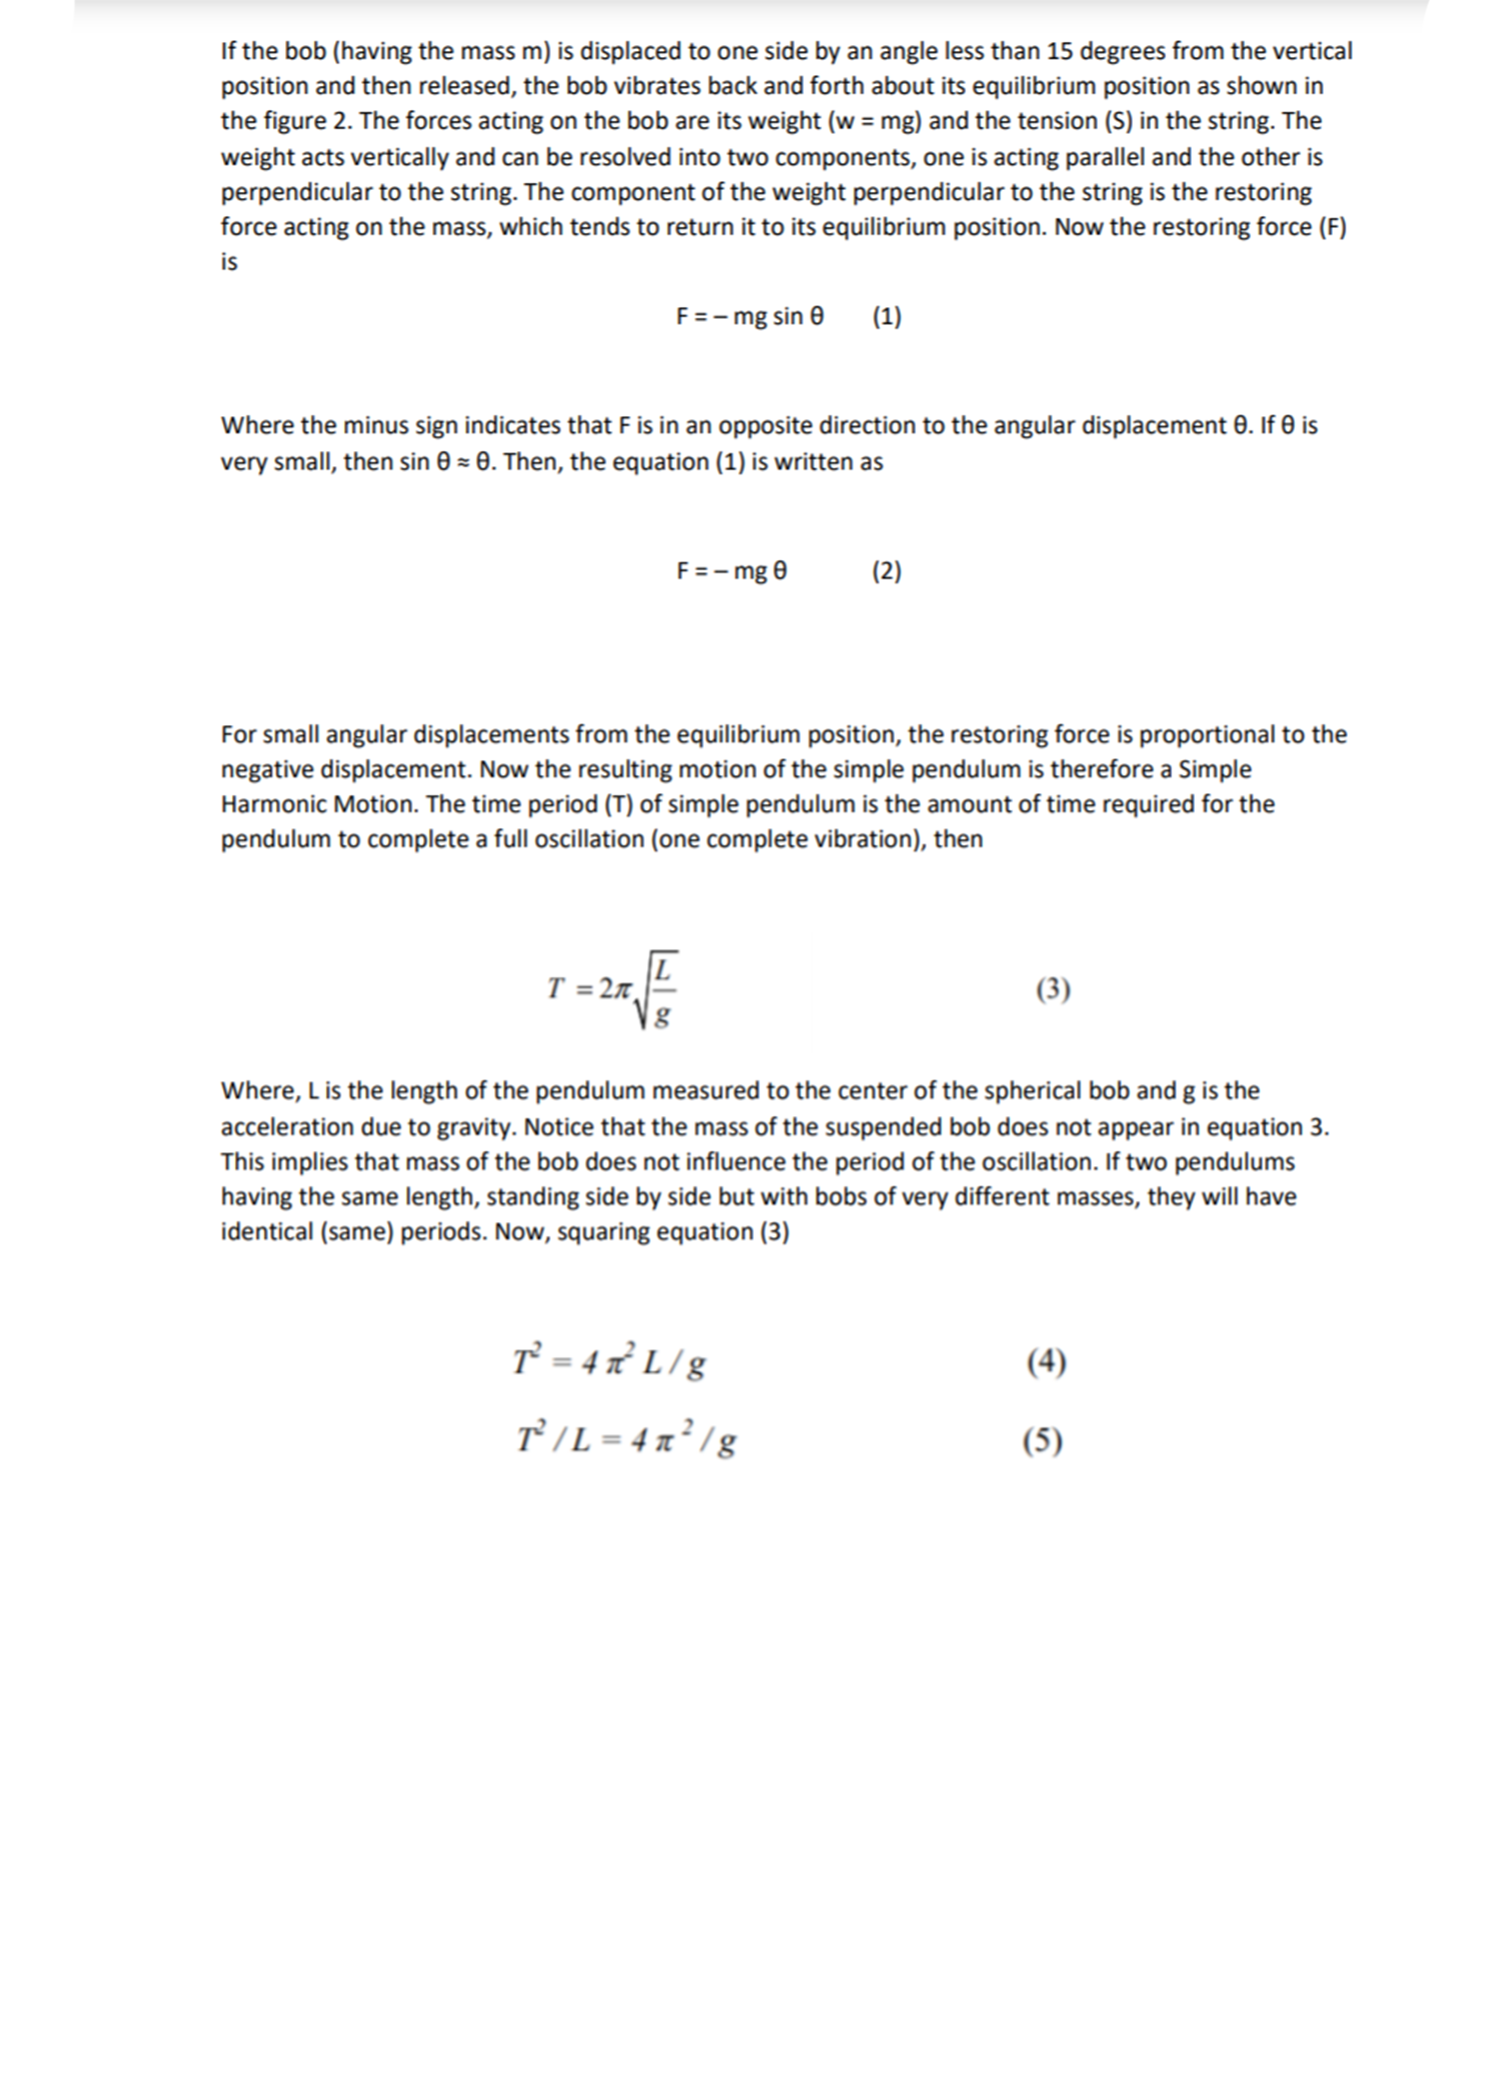 If the bob (having the mass m) is displaced to one side by an angle less than 15 degrees from the vertical
position and then released, the bob vibrates back and forth about its equilibrium position as shown in
the figure 2. The forces acting on the bob are its weight (w = mg) and the tension (S) in the string. The
weight acts vertically and can be resolved into two components, one is acting parallel and the other is
perpendicular to the string. The component of the weight perpendicular to the string is the restoring
force acting on the mass, which tends to return it to its equilibrium position. Now the restoring force (F)
is
F = – mg sin θ (1)
Where the minus sign indicates that F is in an opposite direction to the angular displacement θ. If θ is
very small, then sin θ ≈ θ. Then, the equation (1) is written as
F = – mg θ (2)
For small angular displacements from the equilibrium position, the restoring force is proportional to the
negative displacement. Now the resulting motion of the simple pendulum is therefore a Simple
Harmonic Motion. The time period (T) of simple pendulum is the amount of time required for the
pendulum to complete a full oscillation (one complete vibration), then
T = 2π√(L/g) (3)
Where, L is the length of the pendulum measured to the center of the spherical bob and g is the
acceleration due to gravity. Notice that the mass of the suspended bob does not appear in equation 3.
This implies that mass of the bob does not influence the period of the oscillation. If two pendulums
having the same length, standing side by side but with bobs of very different masses, they will have
identical (same) periods. Now, squaring equation (3)
T² = 4 π² L / g (4)
T² / L = 4 π² / g (5)